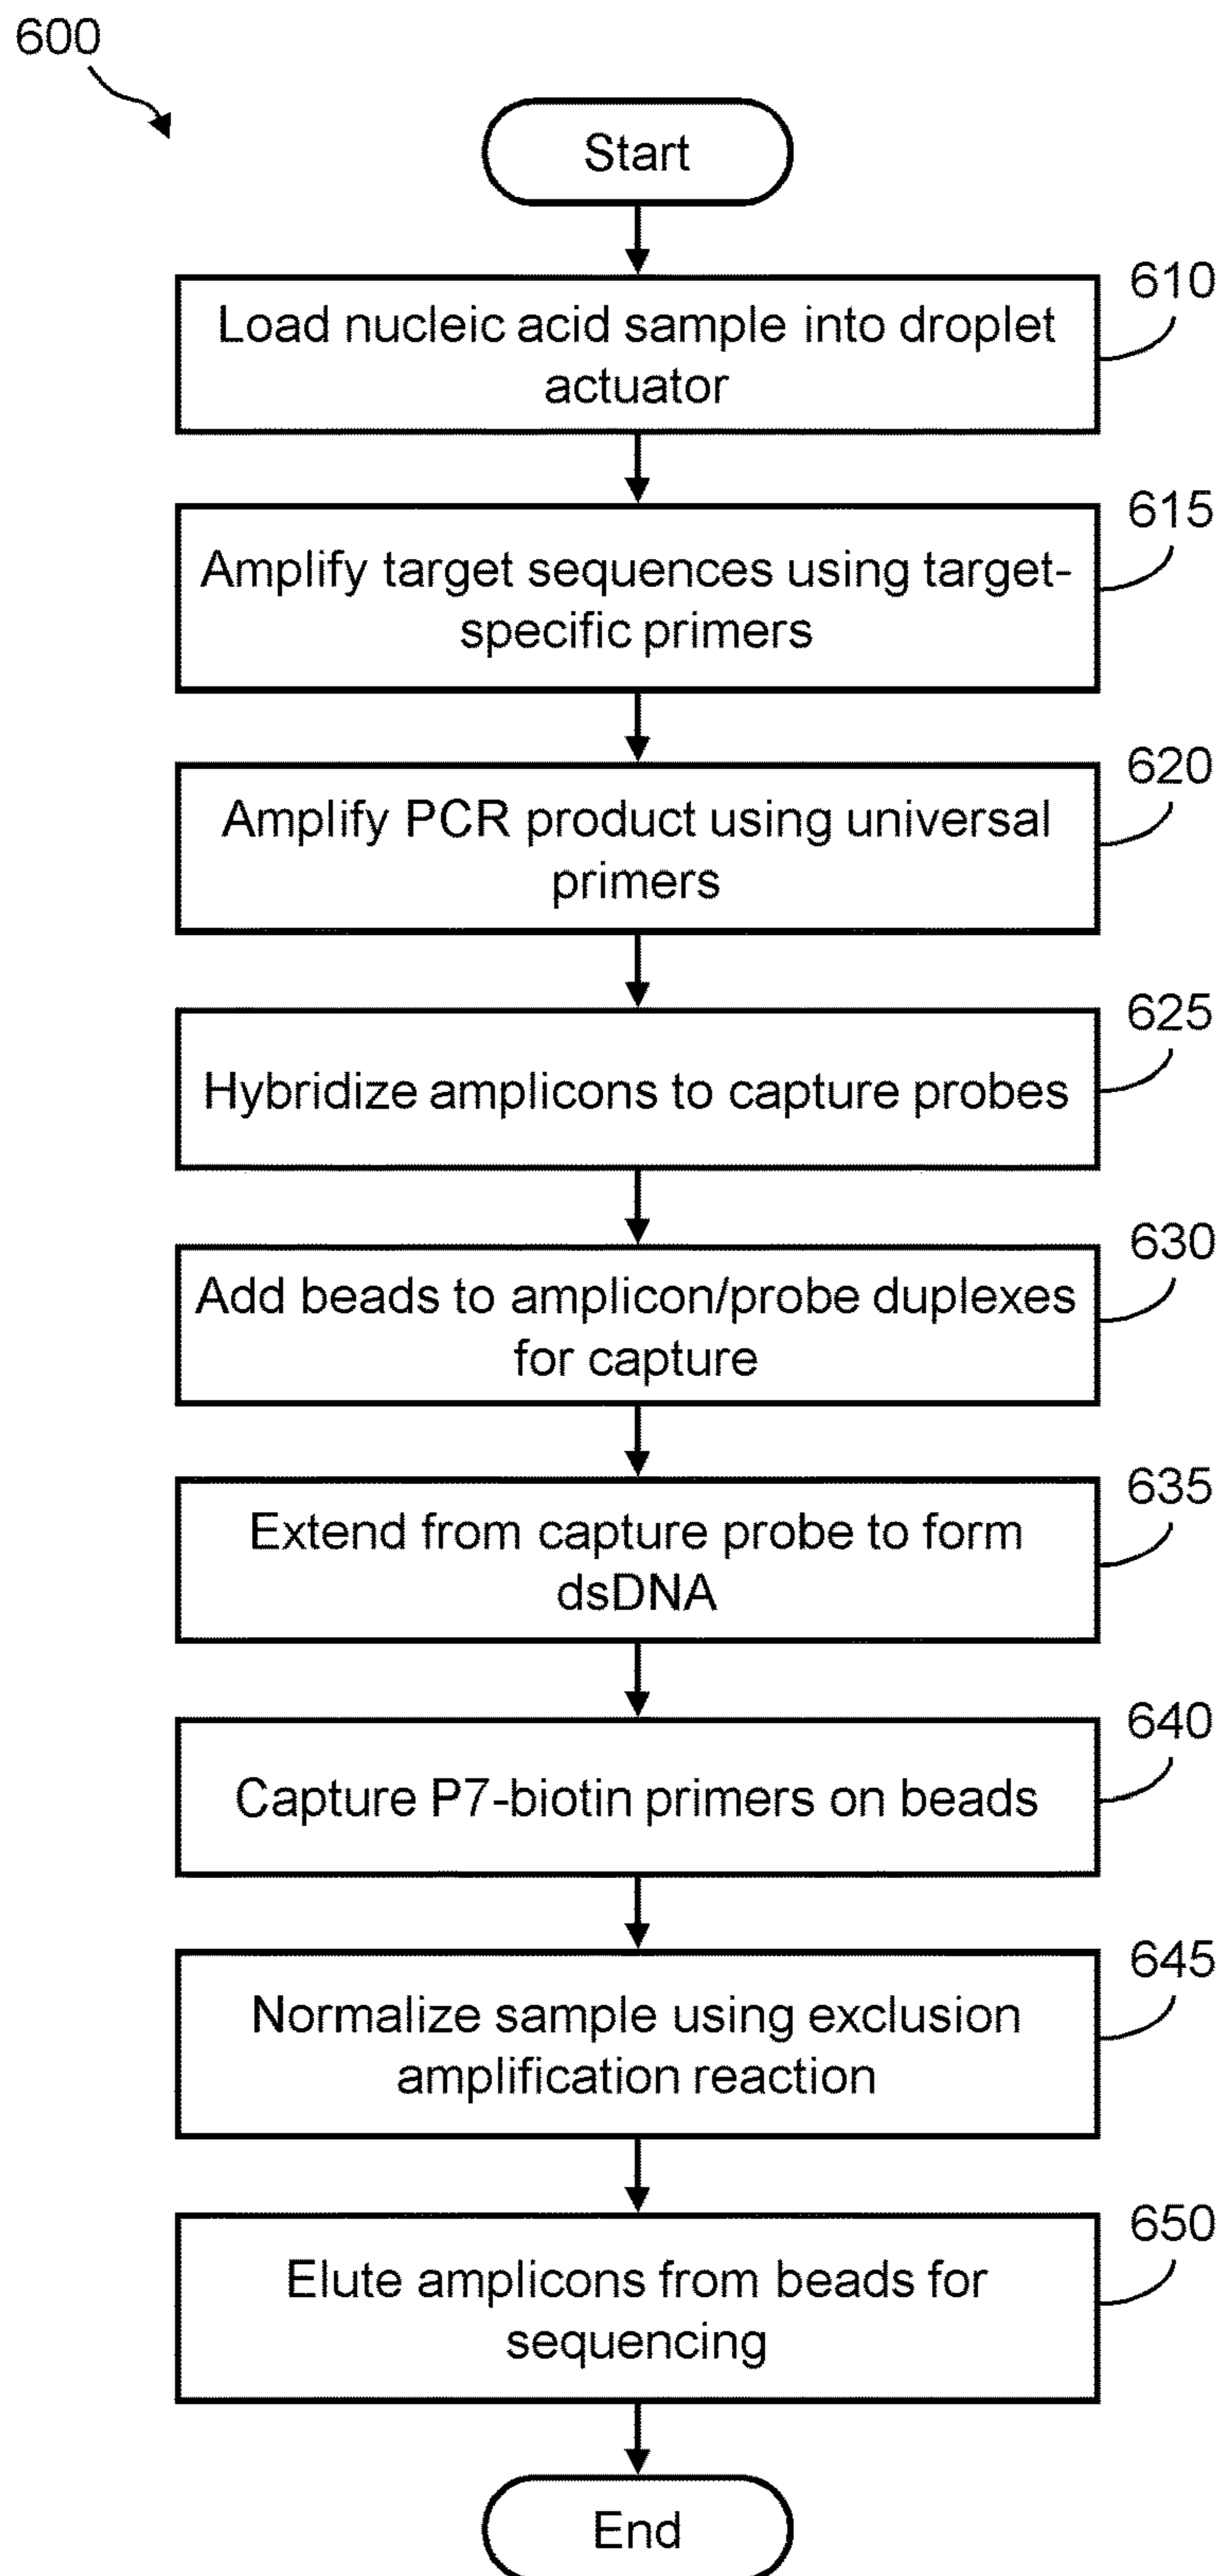 600
Start
610
Load nucleic acid sample into droplet
actuator
615
Amplify target sequences using target-
specific primers
620
Amplify PCR product using universal
primers
625
Hybridize amplicons to capture probes
630
Add beads to amplicon/probe duplexes
for capture
635
Extend from capture probe to form
dsDNA
640
Capture P7-biotin primers on beads
645
Normalize sample using exclusion
amplification reaction
650
Elute amplicons from beads for
sequencing
End